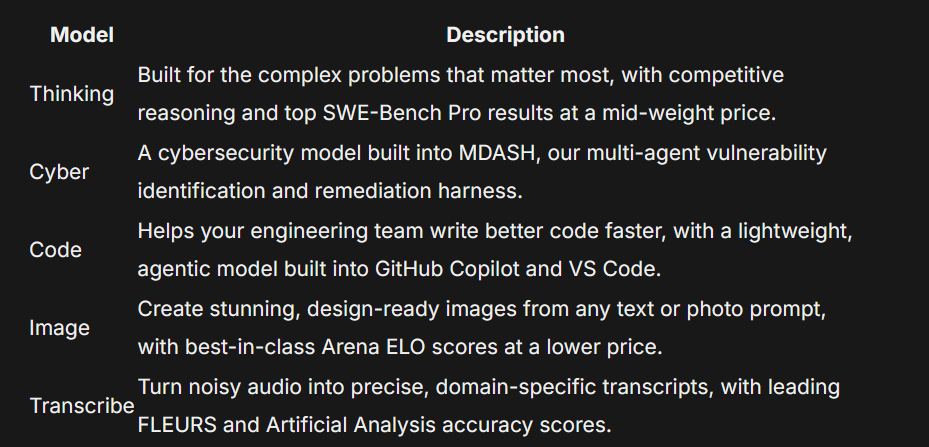 Model Description
Thinking
Built for the complex problems that matter most, with competitive
reasoning and top SWE-Bench Pro results at a mid-weight price.
Cyber
A cybersecurity model built into MDASH, our multi-agent vulnerability
identification and remediation harness.
Code
Helps your engineering team write better code faster, with a lightweight,
agentic model built into GitHub Copilot and VS Code.
Image
Create stunning, design-ready images from any text or photo prompt,
with best-in-class Arena ELO scores at a lower price.
Transcribe
Turn noisy audio into precise, domain-specific transcripts, with leading
FLEURS and Artificial Analysis accuracy scores.